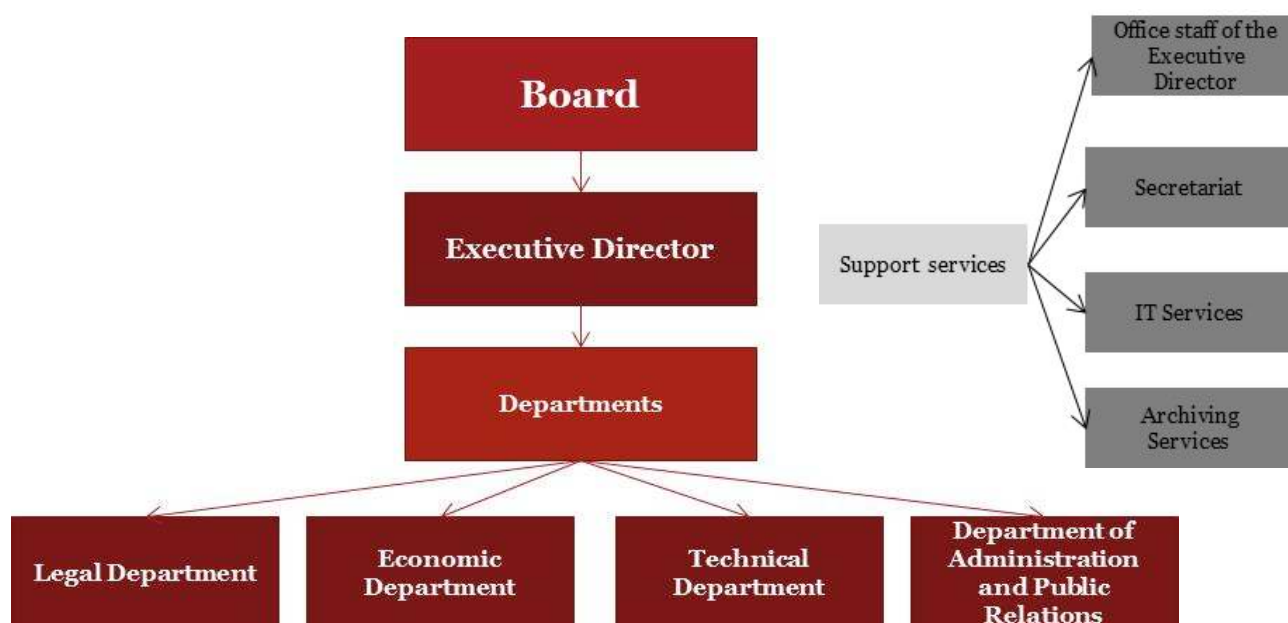 Board
Executive Director
Departments
Legal Department
Economic
Department
Technical
Department
Department of
Administration
and Public
Relations
Support services
Office staff of the
Executive
Director
Secretariat
IT Services
Archiving
Services